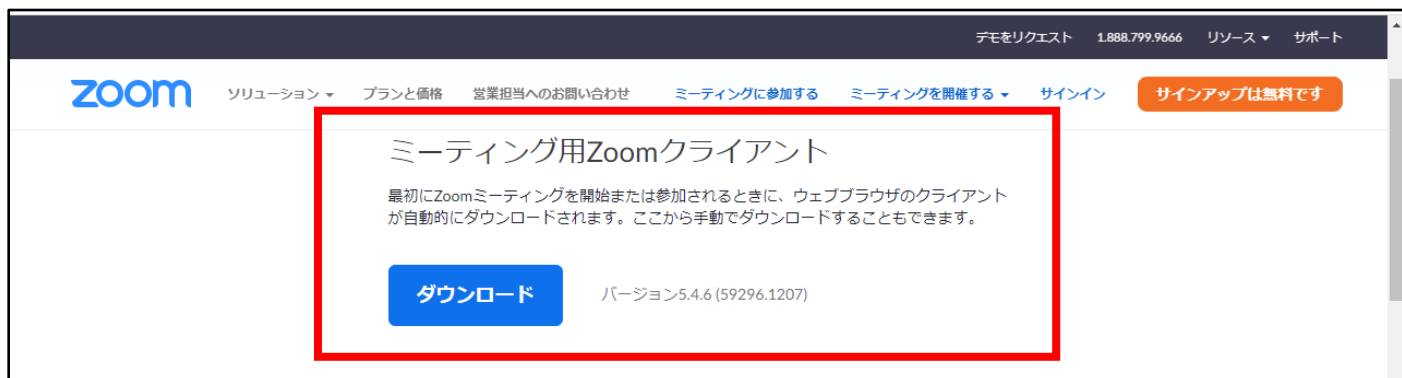 デモをリクエスト 1.888.799.9666 リソース サポート
zoom ソリューション プランと価格 営業担当へのお問い合わせ ミーティングに参加する ミーティングを開催する サインイン サインアップは無料です
ミーティング用Zoomクライアント
最初にZoomミーティングを開始または参加されるときに、ウェブブラウザのクライアント
が自動的にダウンロードされます。ここから手動でダウンロードすることもできます。
ダウンロード バージョン5.4.6 (59296.1207)